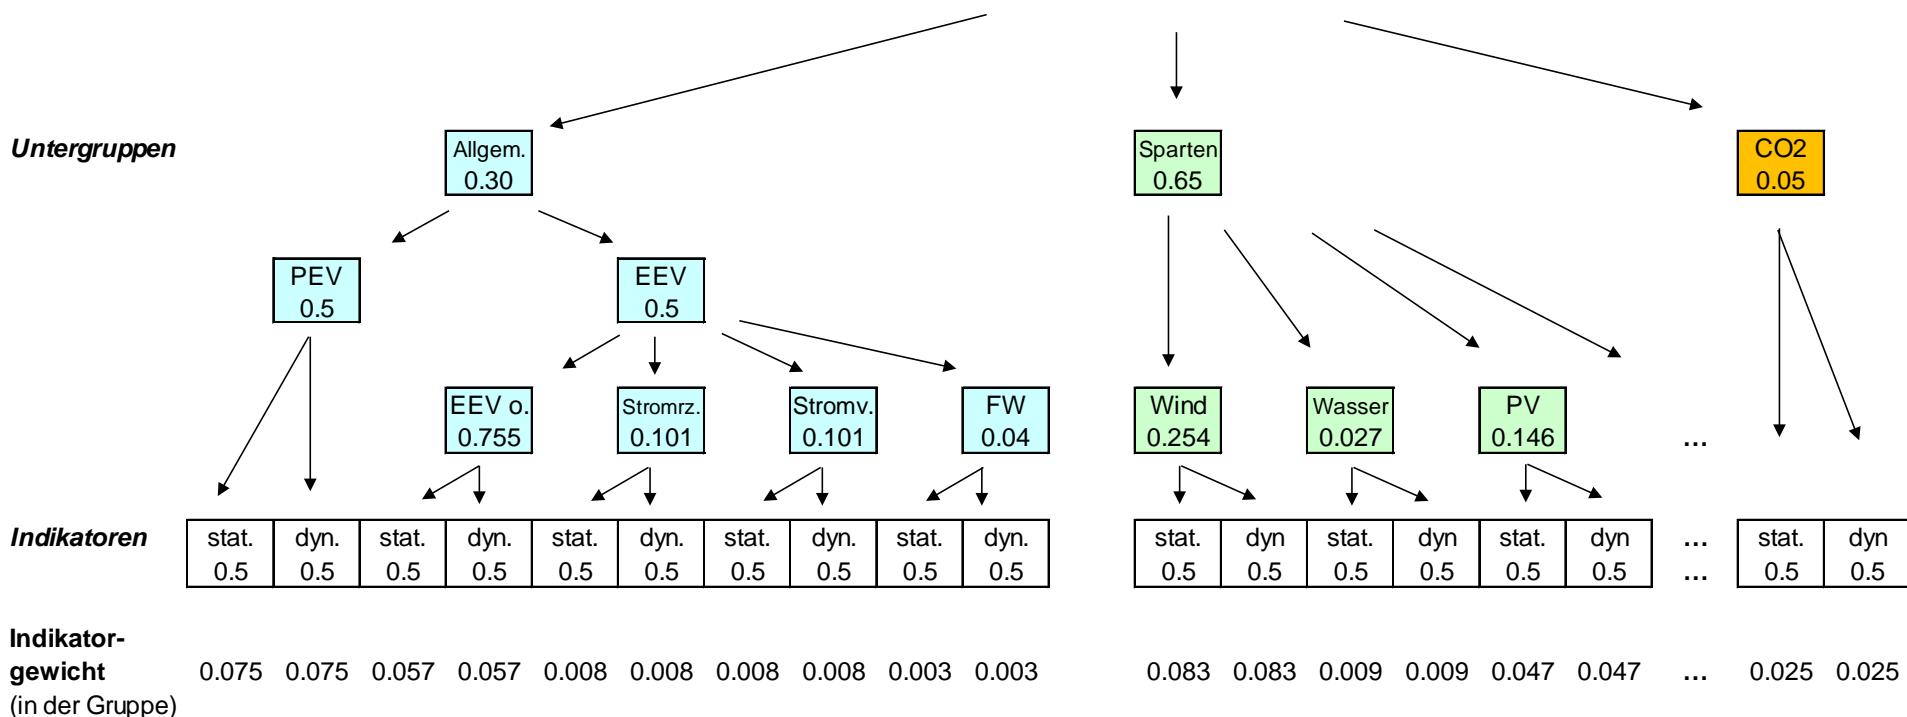 Untergruppen
Allgem.
0.30
Sparten
0.65
CO2
0.05
PEV
0.5
EEV
0.5
EEV o.
0.755
Stromrz.
0.101
Stromv.
0.101
FW
0.04
Wind
0.254
Wasser
0.027
PV
0.146
...
Indikatoren
stat. dyn. stat. dyn. stat. dyn. stat. dyn. stat. dyn. stat. dyn stat. dyn stat. dyn ... stat. dyn
0.5 0.5 0.5 0.5 0.5 0.5 0.5 0.5 0.5 0.5 0.5 0.5 0.5 0.5 0.5 0.5 ... 0.5 0.5
Indikator-
gewicht 0.075 0.075 0.057 0.057 0.008 0.008 0.008 0.008 0.003 0.003 0.083 0.083 0.009 0.009 0.047 0.047 ... 0.025 0.025
(in der Gruppe)